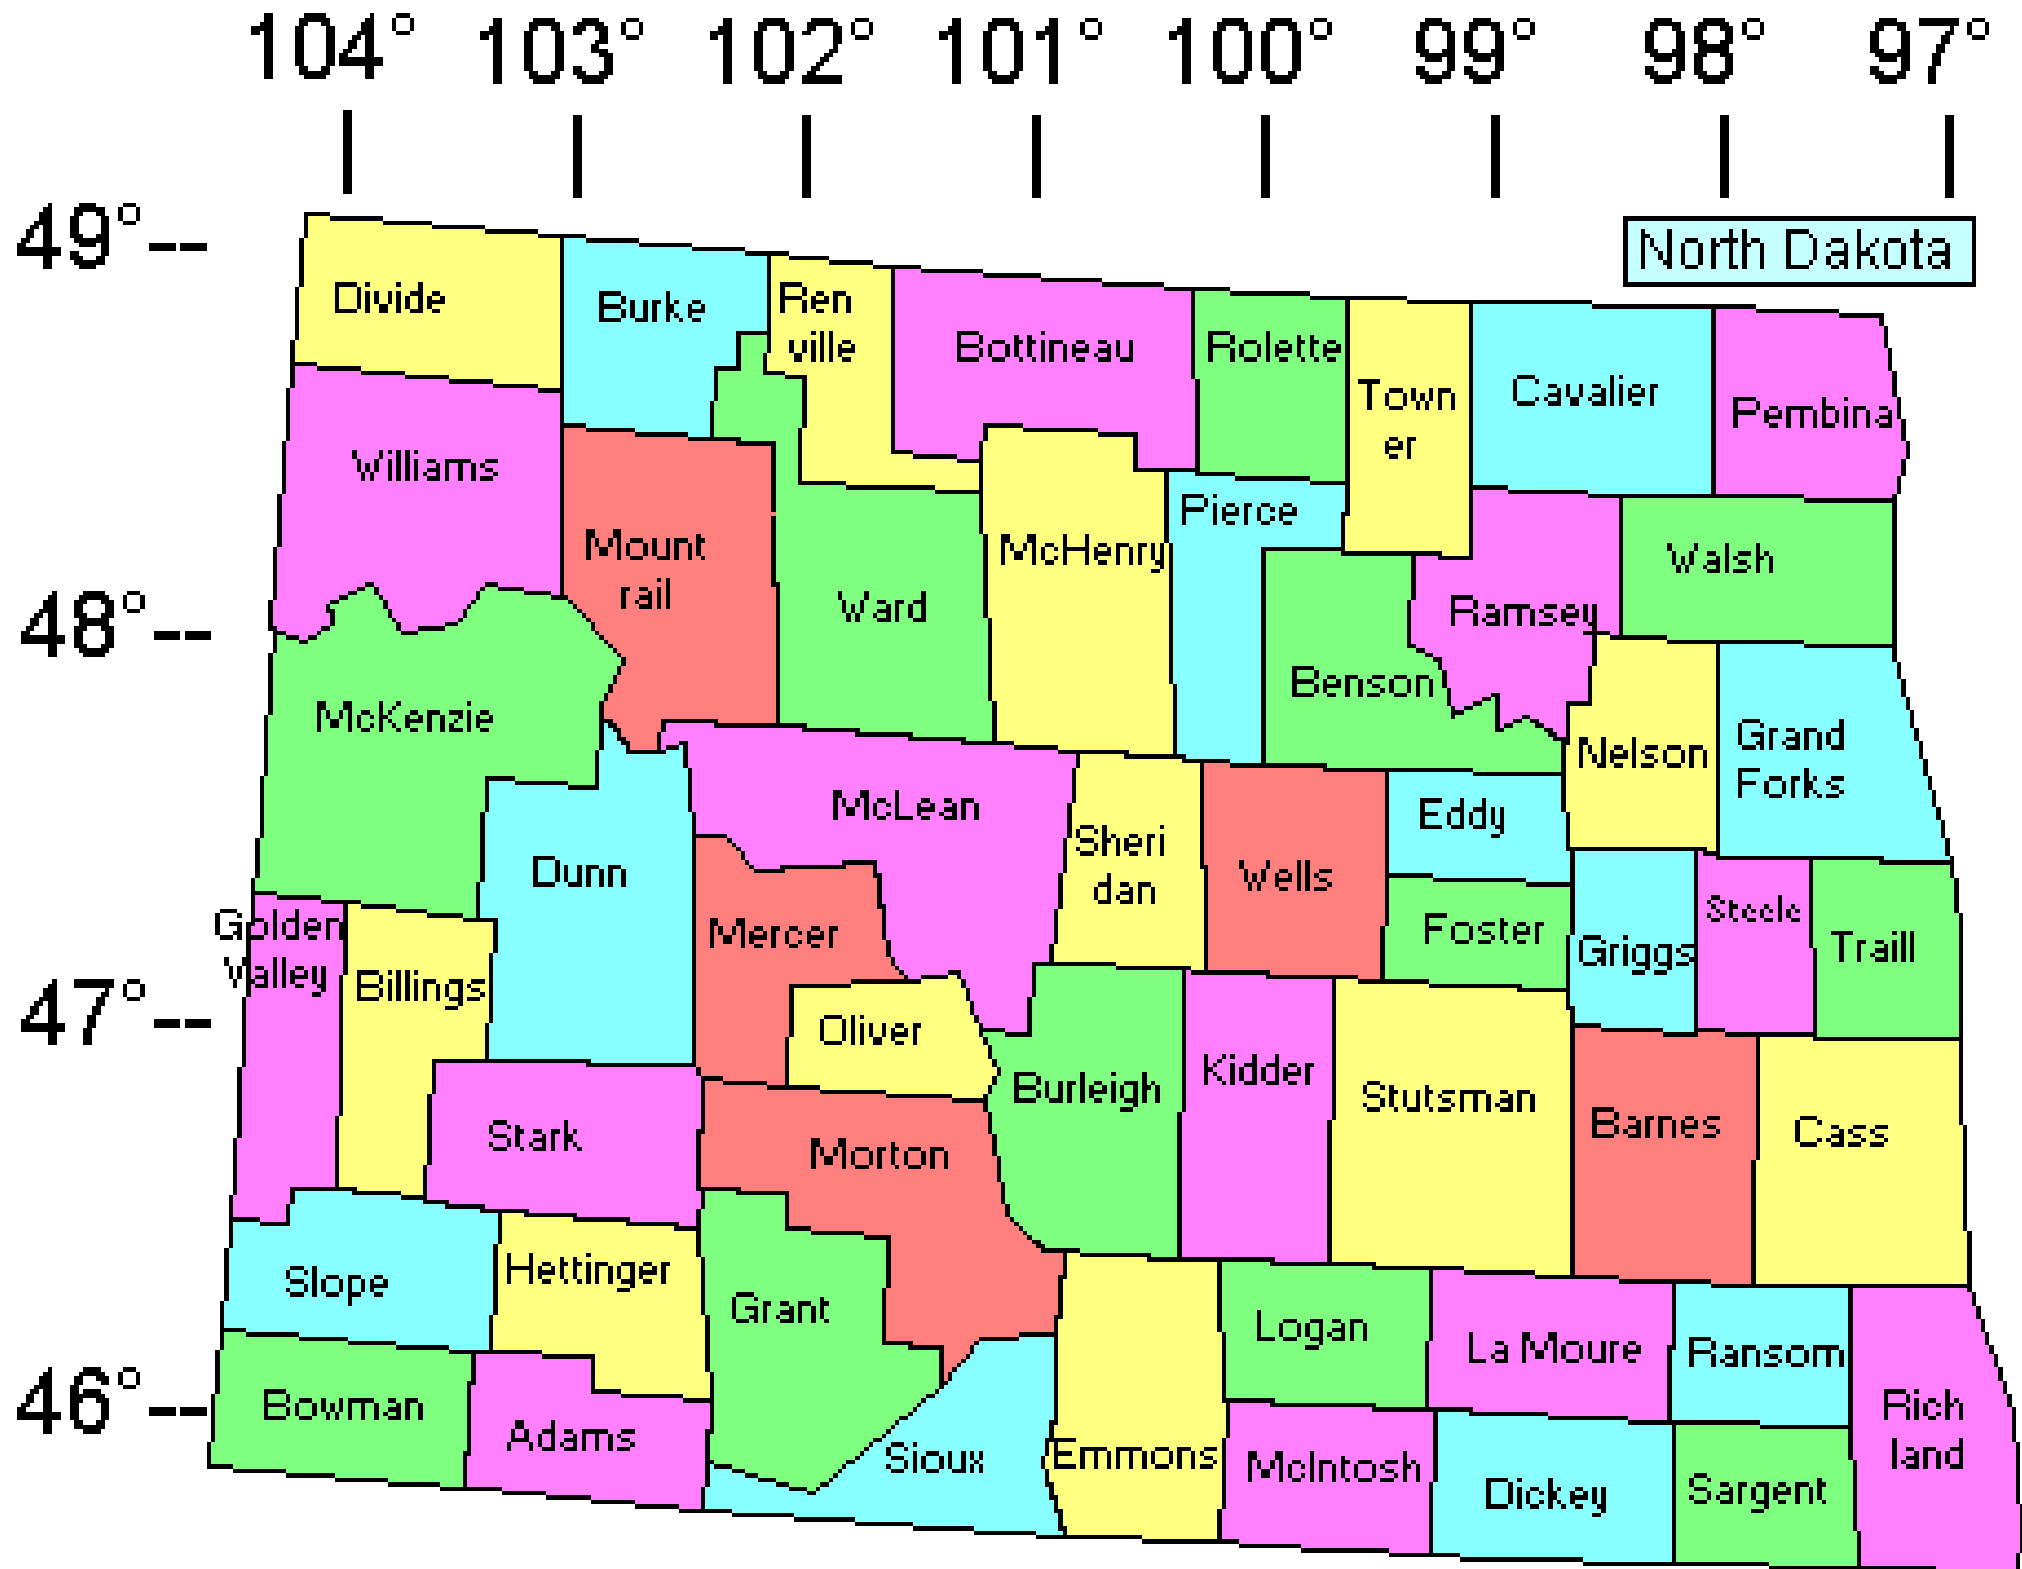 104° 103° 102° 101° 100° 99° 98° 97°
49°--
North Dakota
Divide
Burke
Ren
ville
Bottineau
Rolette
Town
er
Cavalier
Pembina
Williams
Mount
rail
Ward
McHenry
Pierce
Walsh
Ramsey
48°--
Benson
McKenzie
Nelson
Grand
Forks
McLean
Eddy
Sheri
dan
Dunn
Wells
Mercer
Foster
Griggs
Steele
Traill
Golden
Valley
Billings
47°--
Oliver
Burleigh
Kidder
Stutsman
Barnes
Cass
Stark
Morton
Slope
Hettinger
Grant
Logan
La Moure
Ransom
Rich
land
46°--
Bowman
Adams
Sioux
Emmons
McIntosh
Dickey
Sargent